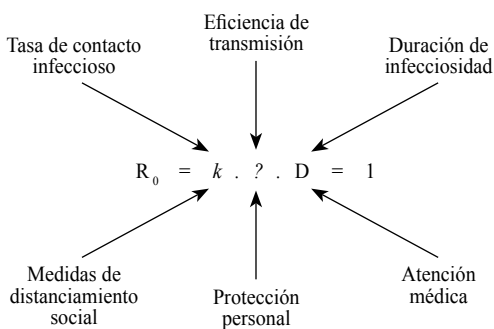 Tasa de contacto
infeccioso
Eficiencia de
transmisión
Duración de
infecciosidad
R0 = k . ? . D = 1
Medidas de
distanciamiento
social
Protección
personal
Atención
médica